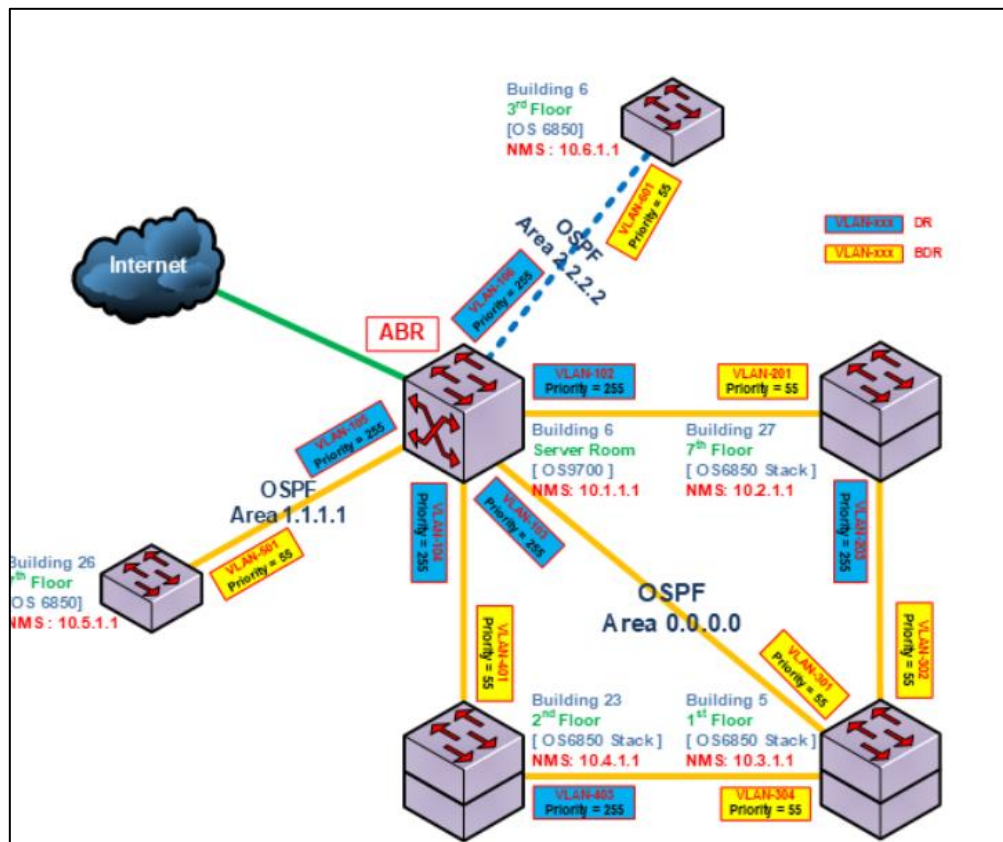 Building 6
3rd Floor
[OS 6850]
NMS : 10.6.1.1
VLAN-601
Priority = 55
OSPF
Area 2.2.2.2
VLAN-xxx DR
VLAN-xxx BDR
Internet
VLAN-106
Priority = 255
ABR
VLAN-102
Priority = 255
VLAN-201
Priority = 55
VLAN-105
Priority = 255
Building 6
Server Room
[ OS9700 ]
NMS: 10.1.1.1
Building 27
7th Floor
[ OS6850 Stack]
NMS: 10.2.1.1
OSPF
Area 1.1.1.1
VLAN-104
Priority = 255
VLAN-103
Priority = 255
VLAN-203
Priority = 255
Building 26
th Floor
OS 6850]
NMS : 10.5.1.1
VLAN-501
Priority = 55
OSPF
Area 0.0.0.0
VLAN-401
Priority = 55
VLAN-301
Priority = 55
VLAN-302
Priority = 55
Building 23
2nd Floor
[ OS6850 Stack ]
NMS: 10.4.1.1
Building 5
1st Floor
[OS6850 Stack ]
NMS: 10.3.1.1
VLAN-403
Priority = 255
VLAN-304
Priority = 55